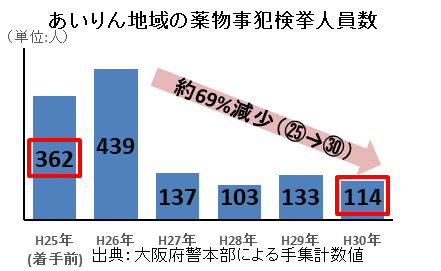 あいりん地域の薬物事犯検挙人員数
(単位:人)
約69%減少(㉕→㉚)
362
439
137
103
133
114
H25年
(着手前)
H26年
H27年
H28年
H29年
H30年
出典:大阪府警本部による手集計数値